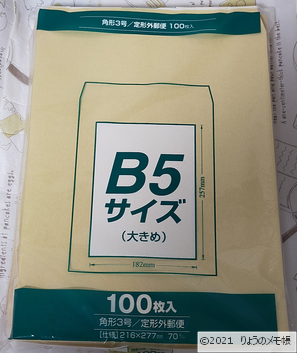 角形3号／定形外郵便 100枚入
B5
サイズ
（大きめ）
257mm
182mm
100枚入
角形3号／定形外郵便
[仕様] 216×277mm 70
©2021 りょうのメモ帳